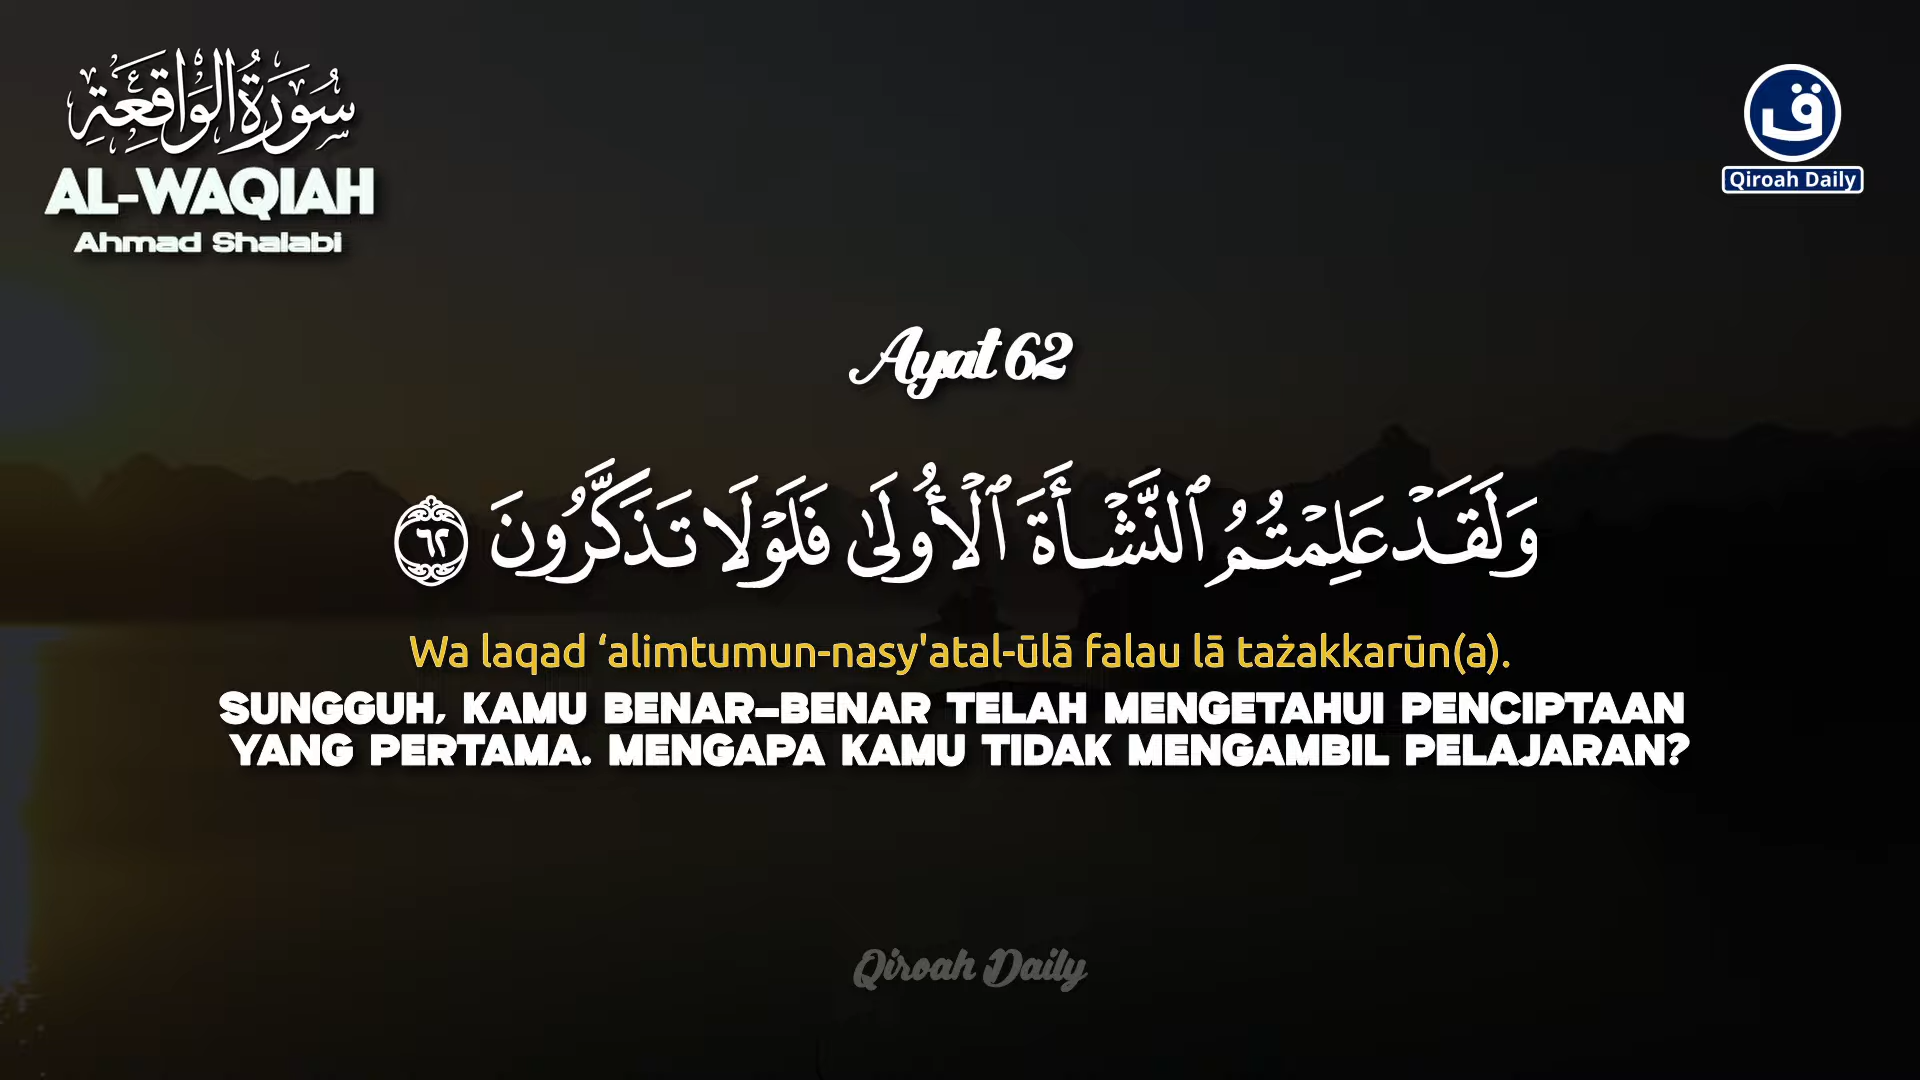 سُورَةُ الْوَاقِعَةِ
AL-WAQIAH
Ahmad Shalabi
ق
Qiroah Daily
Ayat 62
وَلَقَدْ عَلِمْتُمُ ٱلنَّشْأَةَ ٱلْأُولَىٰ فَلَوْلَا تَذَكَّرُونَ ٦٢
Wa laqad ‘alimtumun-nasy'atal-ūlā falau lā tażakkarūn(a).
SUNGGUH, KAMU BENAR-BENAR TELAH MENGETAHUI PENCIPTAAN
YANG PERTAMA. MENGAPA KAMU TIDAK MENGAMBIL PELAJARAN?
Qiroah Daily